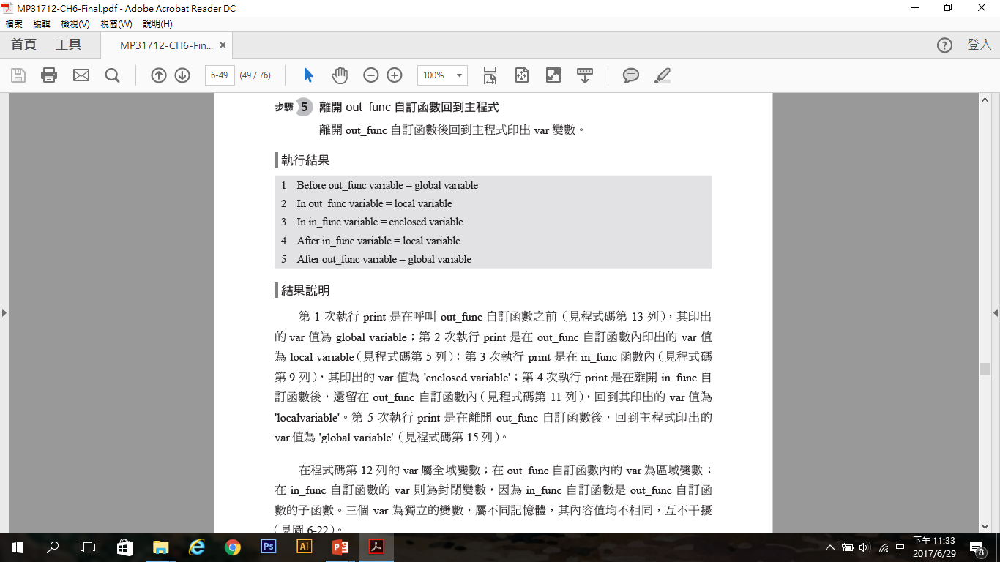 MP31712-CH6-Final.pdf - Adobe Acrobat Reader DC
檔案 編輯 檢視(V) 視窗(W) 說明(H)
首頁 工具 MP31712-CH6-Fin... × 登入
6-49 (49 / 76) 100%
步驟 5 離開 out_func 自訂函數回到主程式
離開 out_func 自訂函數後回到主程式印出 var 變數。
執行結果
1 Before out_func variable = global variable
2 In out_func variable = local variable
3 In in_func variable = enclosed variable
4 After in_func variable = local variable
5 After out_func variable = global variable
結果說明
第 1 次執行 print 是在呼叫 out_func 自訂函數之前（見程式碼第 13 列），其印出
的 var 值為 global variable；第 2 次執行 print 是在 out_func 自訂函數內印出的 var 值
為 local variable（見程式碼第 5 列）；第 3 次執行 print 是在 in_func 函數內（見程式碼
第 9 列），其印出的 var 值為 'enclosed variable'；第 4 次執行 print 是在離開 in_func 自
訂函數後，還留在 out_func 自訂函數內（見程式碼第 11 列），回到其印出的 var 值為
'localvariable'。第 5 次執行 print 是在離開 out_func 自訂函數後，回到主程式印出的
var 值為 'global variable'（見程式碼第 15 列）。
在程式碼第 12 列的 var 屬全域變數；在 out_func 自訂函數內的 var 為區域變數；
在 in_func 自訂函數的 var 則為封閉變數，因為 in_func 自訂函數是 out_func 自訂函
數的子函數。三個 var 為獨立的變數，屬不同記憶體，其內容值均不相同，互不干擾
（見圖 6-22）。
Ps Ai 中 下午 11:33
2017/6/29 8